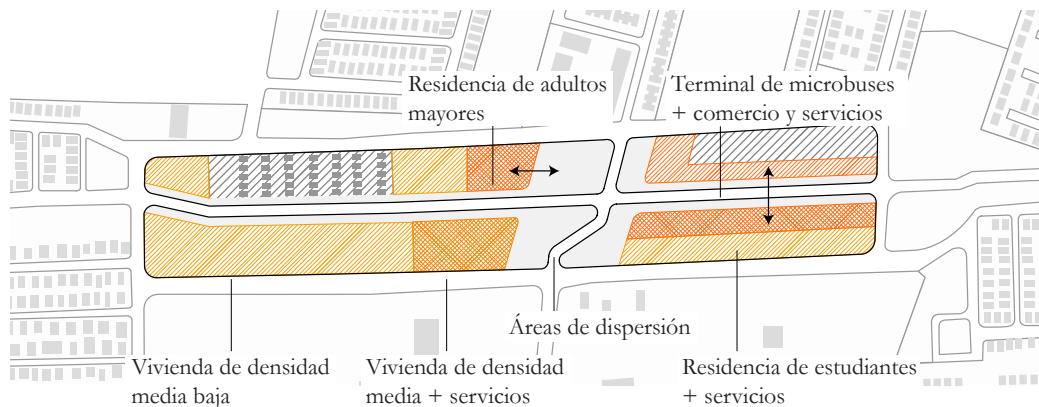 Residencia de adultos
mayores
Terminal de microbuses
+ comercio y servicios
Áreas de dispersión
Vivienda de densidad
media baja
Vivienda de densidad
media + servicios
Residencia de estudiantes
+ servicios